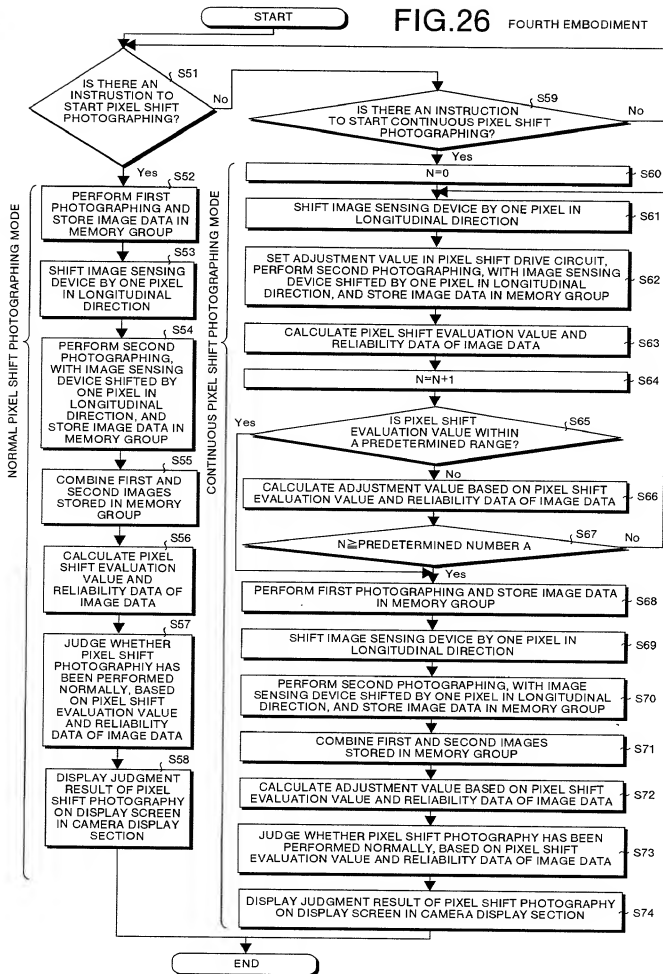 START
FIG.26 FOURTH EMBODIMENT
S51
IS THERE AN
INSTRUCTION TO
START PIXEL SHIFT
PHOTOGRAPHING?
No
Yes
S59
IS THERE AN INSTRUCTION
TO START CONTINUOUS PIXEL SHIFT
PHOTOGRAPHING?
No
Yes
NORMAL PIXEL SHIFT PHOTOGRAPHING MODE
S52
PERFORM FIRST
PHOTOGRAPHING AND
STORE IMAGE DATA IN
MEMORY GROUP
S53
SHIFT IMAGE SENSING
DEVICE BY ONE PIXEL
IN LONGITUDINAL
DIRECTION
S54
PERFORM SECOND
PHOTOGRAPHING,
WITH IMAGE SENSING
DEVICE SHIFTED BY
ONE PIXEL IN
LONGITUDINAL
DIRECTION, AND
STORE IMAGE DATA IN
MEMORY GROUP
S55
COMBINE FIRST AND
SECOND IMAGES
STORED IN MEMORY
GROUP
S56
CALCULATE PIXEL
SHIFT EVALUATION
VALUE AND
RELIABILITY DATA OF
IMAGE DATA
S57
JUDGE WHETHER
PIXEL SHIFT
PHOTOGRAPHIY HAS
BEEN PERFORMED
NORMALLY, BASED
ON PIXEL SHIFT
EVALUATION VALUE
AND RELIABILITY
DATA OF IMAGE DATA
S58
DISPLAY JUDGMENT
RESULT OF PIXEL
SHIFT PHOTOGRAPHY
ON DISPLAY SCREEN
IN CAMERA DISPLAY
SECTION
CONTINUOUS PIXEL SHIFT PHOTOGRAPHING MODE
N=0
S60
SHIFT IMAGE SENSING DEVICE BY ONE PIXEL IN
LONGITUDINAL DIRECTION
S61
SET ADJUSTMENT VALUE IN PIXEL SHIFT DRIVE CIRCUIT,
PERFORM SECOND PHOTOGRAPHING, WITH IMAGE SENSING
DEVICE SHIFTED BY ONE PIXEL IN LONGITUDINAL
DIRECTION, AND STORE IMAGE DATA IN MEMORY GROUP
S62
CALCULATE PIXEL SHIFT EVALUATION VALUE AND
RELIABILITY DATA OF IMAGE DATA
S63
N=N+1
S64
Yes
IS PIXEL SHIFT
EVALUATION VALUE WITHIN
A PREDETERMINED RANGE?
S65
No
CALCULATE ADJUSTMENT VALUE BASED ON PIXEL SHIFT
EVALUATION VALUE AND RELIABILITY DATA OF IMAGE DATA
S66
N≧PREDETERMINED NUMBER A
S67
No
Yes
PERFORM FIRST PHOTOGRAPHING AND STORE IMAGE DATA
IN MEMORY GROUP
S68
SHIFT IMAGE SENSING DEVICE BY ONE PIXEL IN
LONGITUDINAL DIRECTION
S69
PERFORM SECOND PHOTOGRAPHING, WITH IMAGE
SENSING DEVICE SHIFTED BY ONE PIXEL IN LONGITUDINAL
DIRECTION, AND STORE IMAGE DATA IN MEMORY GROUP
S70
COMBINE FIRST AND SECOND IMAGES
STORED IN MEMORY GROUP
S71
CALCULATE ADJUSTMENT VALUE BASED ON PIXEL SHIFT
EVALUATION VALUE AND RELIABILITY DATA OF IMAGE DATA
S72
JUDGE WHETHER PIXEL SHIFT PHOTOGRAPHY HAS BEEN
PERFORMED NORMALLY, BASED ON PIXEL SHIFT
EVALUATION VALUE AND RELIABILITY DATA OF IMAGE DATA
S73
DISPLAY JUDGMENT RESULT OF PIXEL SHIFT PHOTOGRAPHY
ON DISPLAY SCREEN IN CAMERA DISPLAY SECTION
S74
END